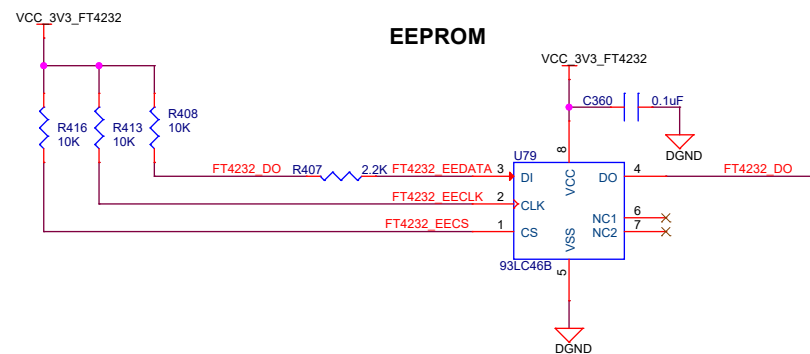 VCC_3V3_FT4232
EEPROM
VCC_3V3_FT4232
R416
10K
R413
10K
R408
10K
C360
0.1uF
DGND
FT4232_DO
R407
2.2K
FT4232_EEDATA
FT4232_EECLK
FT4232_EECS
U79
3
DI
2
CLK
1
CS
8
VCC
DO
4
FT4232_DO
NC1
6
NC2
7
VSS
5
93LC46B
DGND